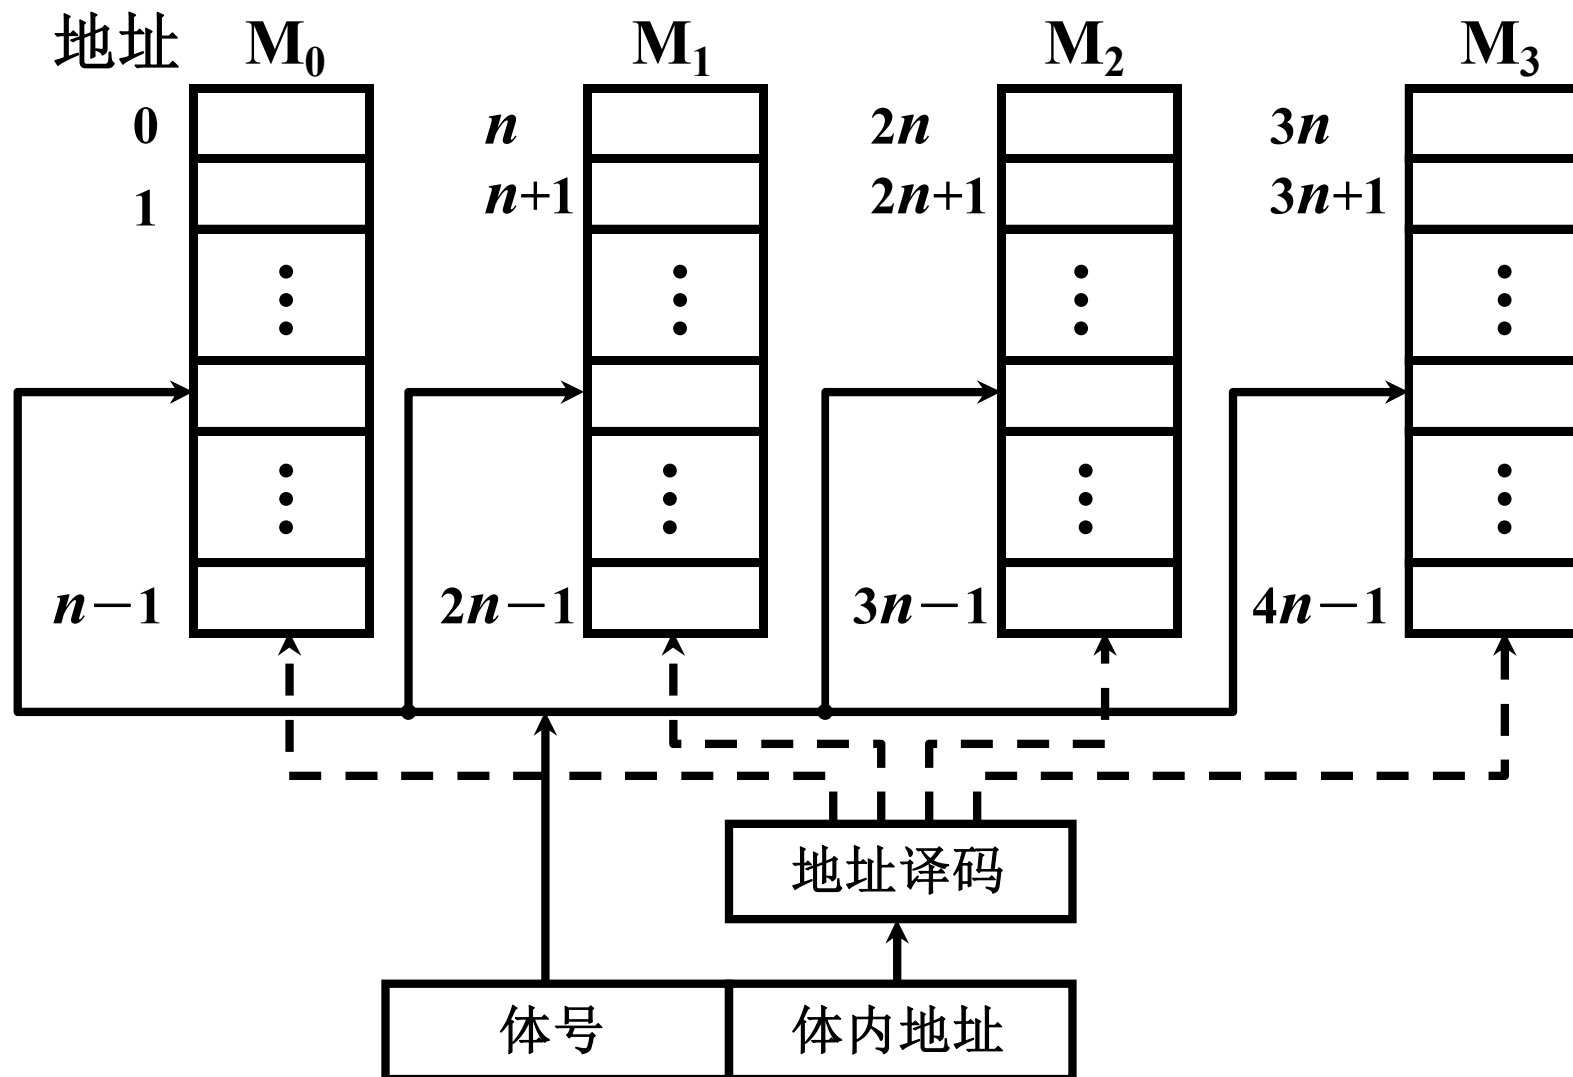 地址 M₀ M₁ M₂ M₃
0 n 2n 3n
1 n+1 2n+1 3n+1
n−1 2n−1 3n−1 4n−1
地址译码
体号 体内地址